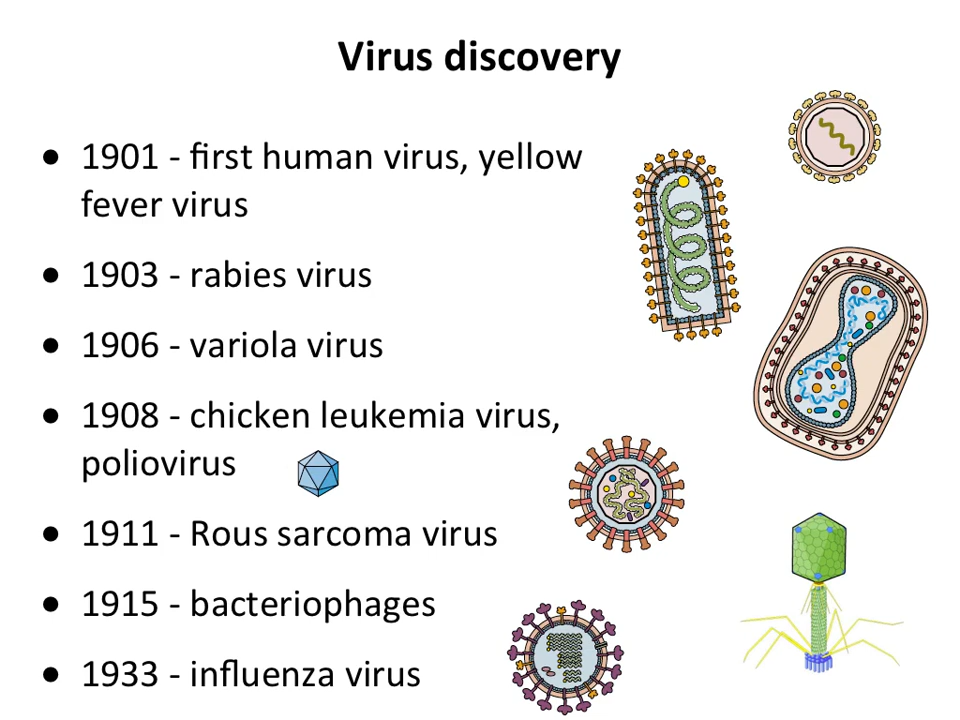 Virus discovery
• 1901 - first human virus, yellow
fever virus
• 1903 - rabies virus
• 1906 - variola virus
• 1908 - chicken leukemia virus,
poliovirus
• 1911 - Rous sarcoma virus
• 1915 - bacteriophages
• 1933 - influenza virus